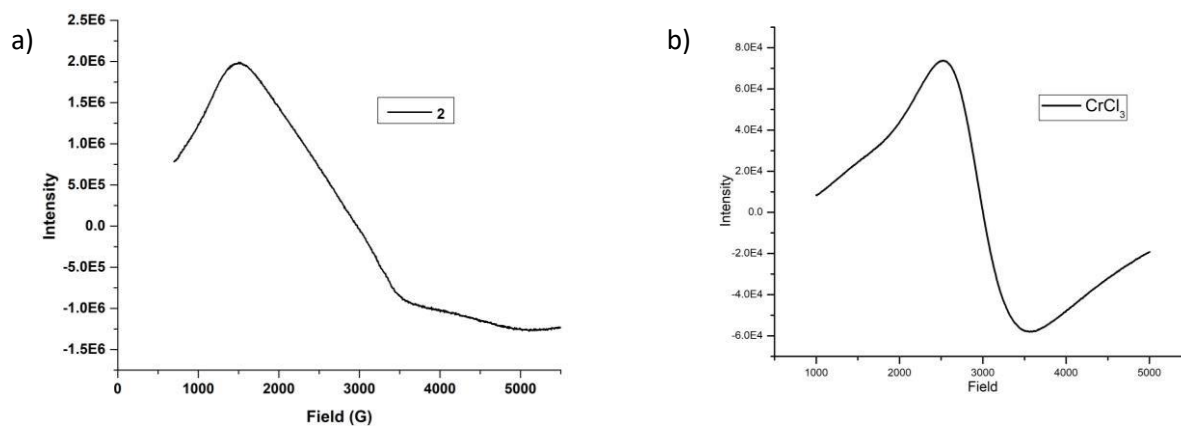 a)
2.5E6
2.0E6
1.5E6
1.0E6
5.0E5
0.0
-5.0E5
-1.0E6
-1.5E6
Intensity
2
0 1000 2000 3000 4000 5000
Field (G)
b)
8.0E4
6.0E4
4.0E4
2.0E4
0.0
-2.0E4
-4.0E4
-6.0E4
Intensity
CrCl₃
1000 2000 3000 4000 5000
Field